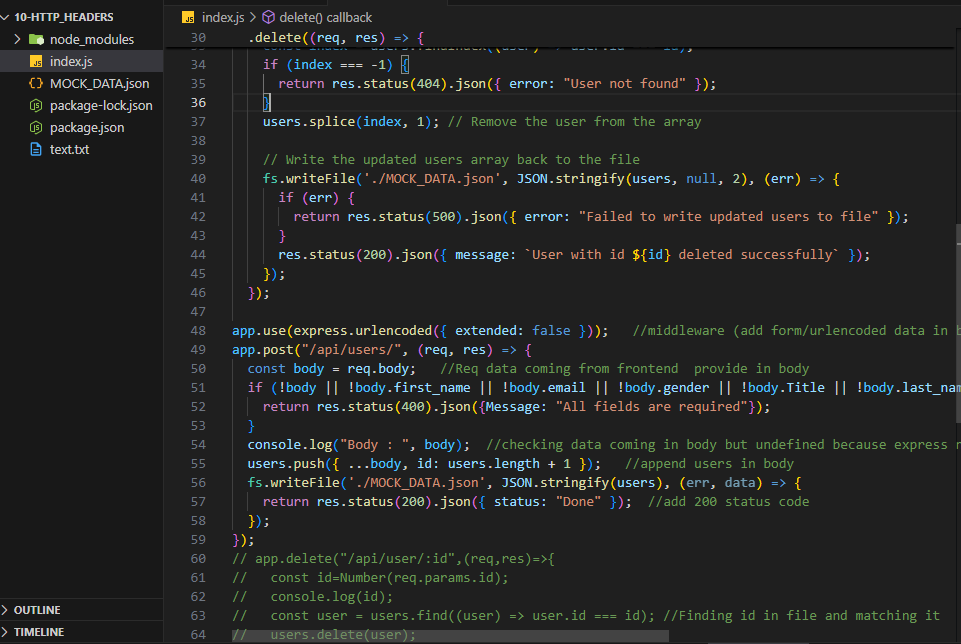 10-HTTP_HEADERS
node_modules
index.js
MOCK_DATA.json
package-lock.json
package.json
text.txt
OUTLINE
TIMELINE
index.js > delete() callback
30 .delete((req, res) => {
34 if (index === -1) {
35 return res.status(404).json({ error: "User not found" });
36 }
37 users.splice(index, 1); // Remove the user from the array
38
39 // Write the updated users array back to the file
40 fs.writeFile('./MOCK_DATA.json', JSON.stringify(users, null, 2), (err) => {
41 if (err) {
42 return res.status(500).json({ error: "Failed to write updated users to file" });
43 }
44 res.status(200).json({ message: `User with id ${id} deleted successfully` });
45 });
46 });
47
48 app.use(express.urlencoded({ extended: false })); //middleware (add form/urlencoded data in
49 app.post("/api/users/", (req, res) => {
50 const body = req.body; //Req data coming from frontend provide in body
51 if (!body || !body.first_name || !body.email || !body.gender || !body.Title || !body.last_na
52 return res.status(400).json({Message: "All fields are required"});
53 }
54 console.log("Body : ", body); //checking data coming in body but undefined because express
55 users.push({ ...body, id: users.length + 1 }); //append users in body
56 fs.writeFile('./MOCK_DATA.json', JSON.stringify(users), (err, data) => {
57 return res.status(200).json({ status: "Done" }); //add 200 status code
58 });
59 });
60 // app.delete("/api/user/:id",(req,res)=>{
61 // const id=Number(req.params.id);
62 // console.log(id);
63 // const user = users.find((user) => user.id === id); //Finding id in file and matching it
64 // users.delete(user);